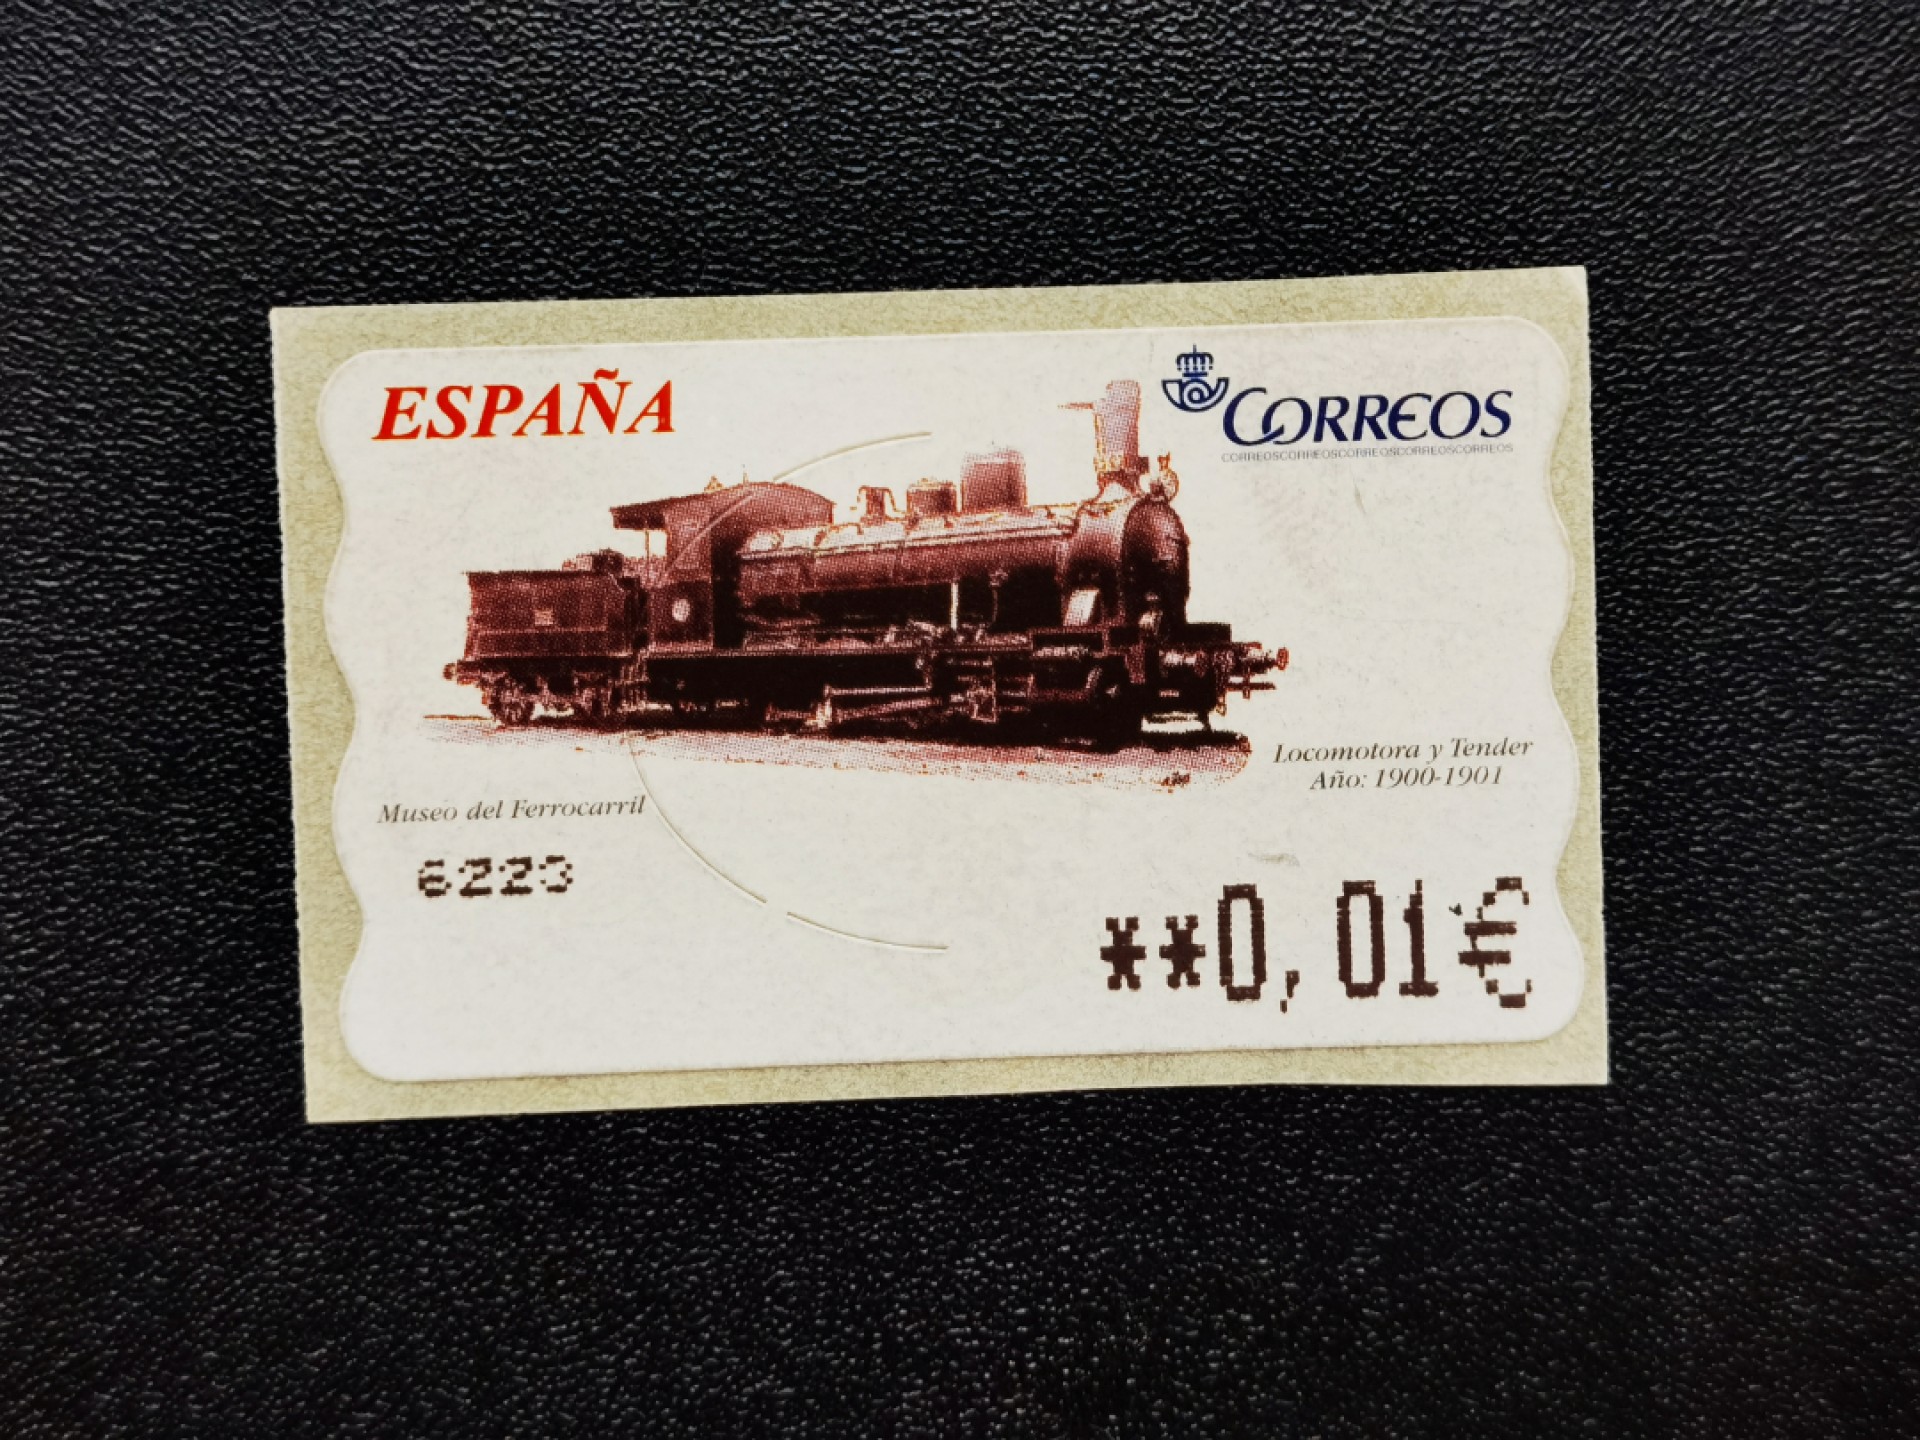 ESPAÑA
CORREOS
CORREOSCORREOSCORREOSCORREOSCORREOS
Locomotora y Tender
Año: 1900-1901
Museo del Ferrocarril
6223
**0,01€